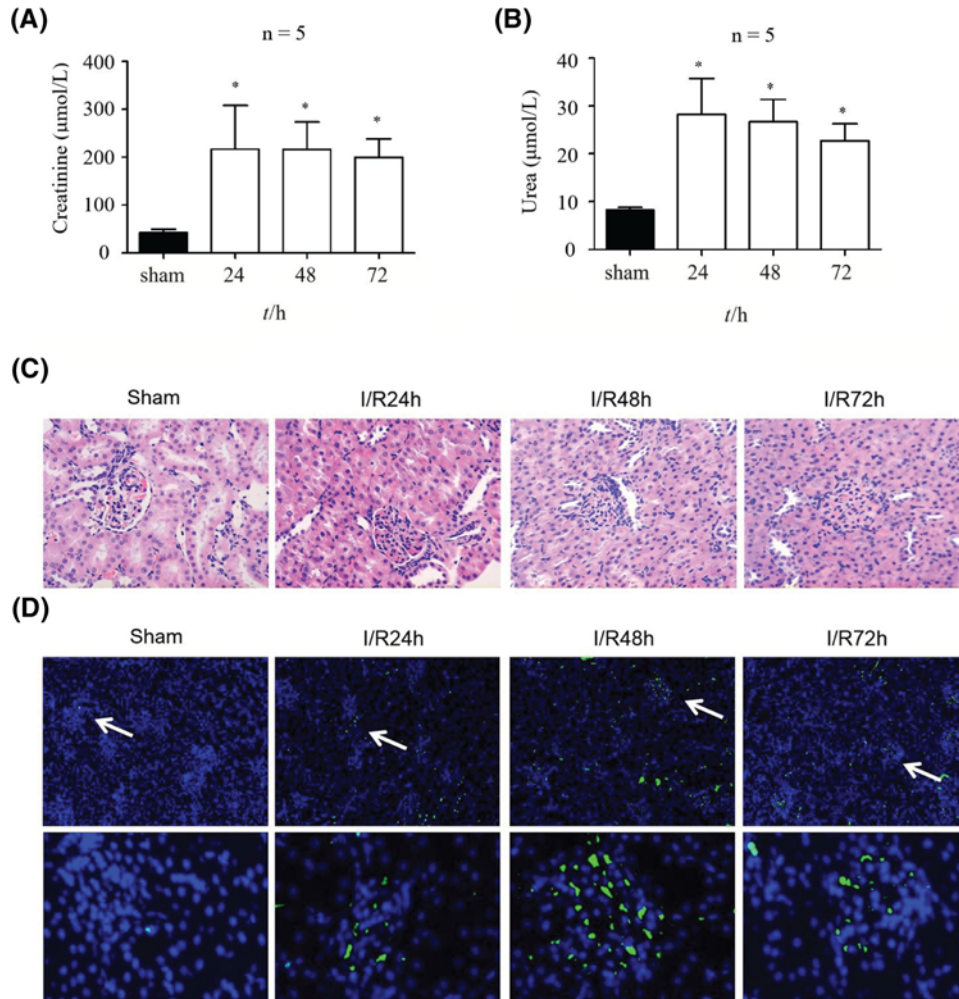 (A)
n = 5
Creatinine (μmol/L)
400
300
200
100
0
*
*
*
sham 24 48 72
t/h
(B)
n = 5
Urea (μmol/L)
40
30
20
10
0
*
*
*
sham 24 48 72
t/h
(C)
Sham I/R24h I/R48h I/R72h
(D)
Sham I/R24h I/R48h I/R72h